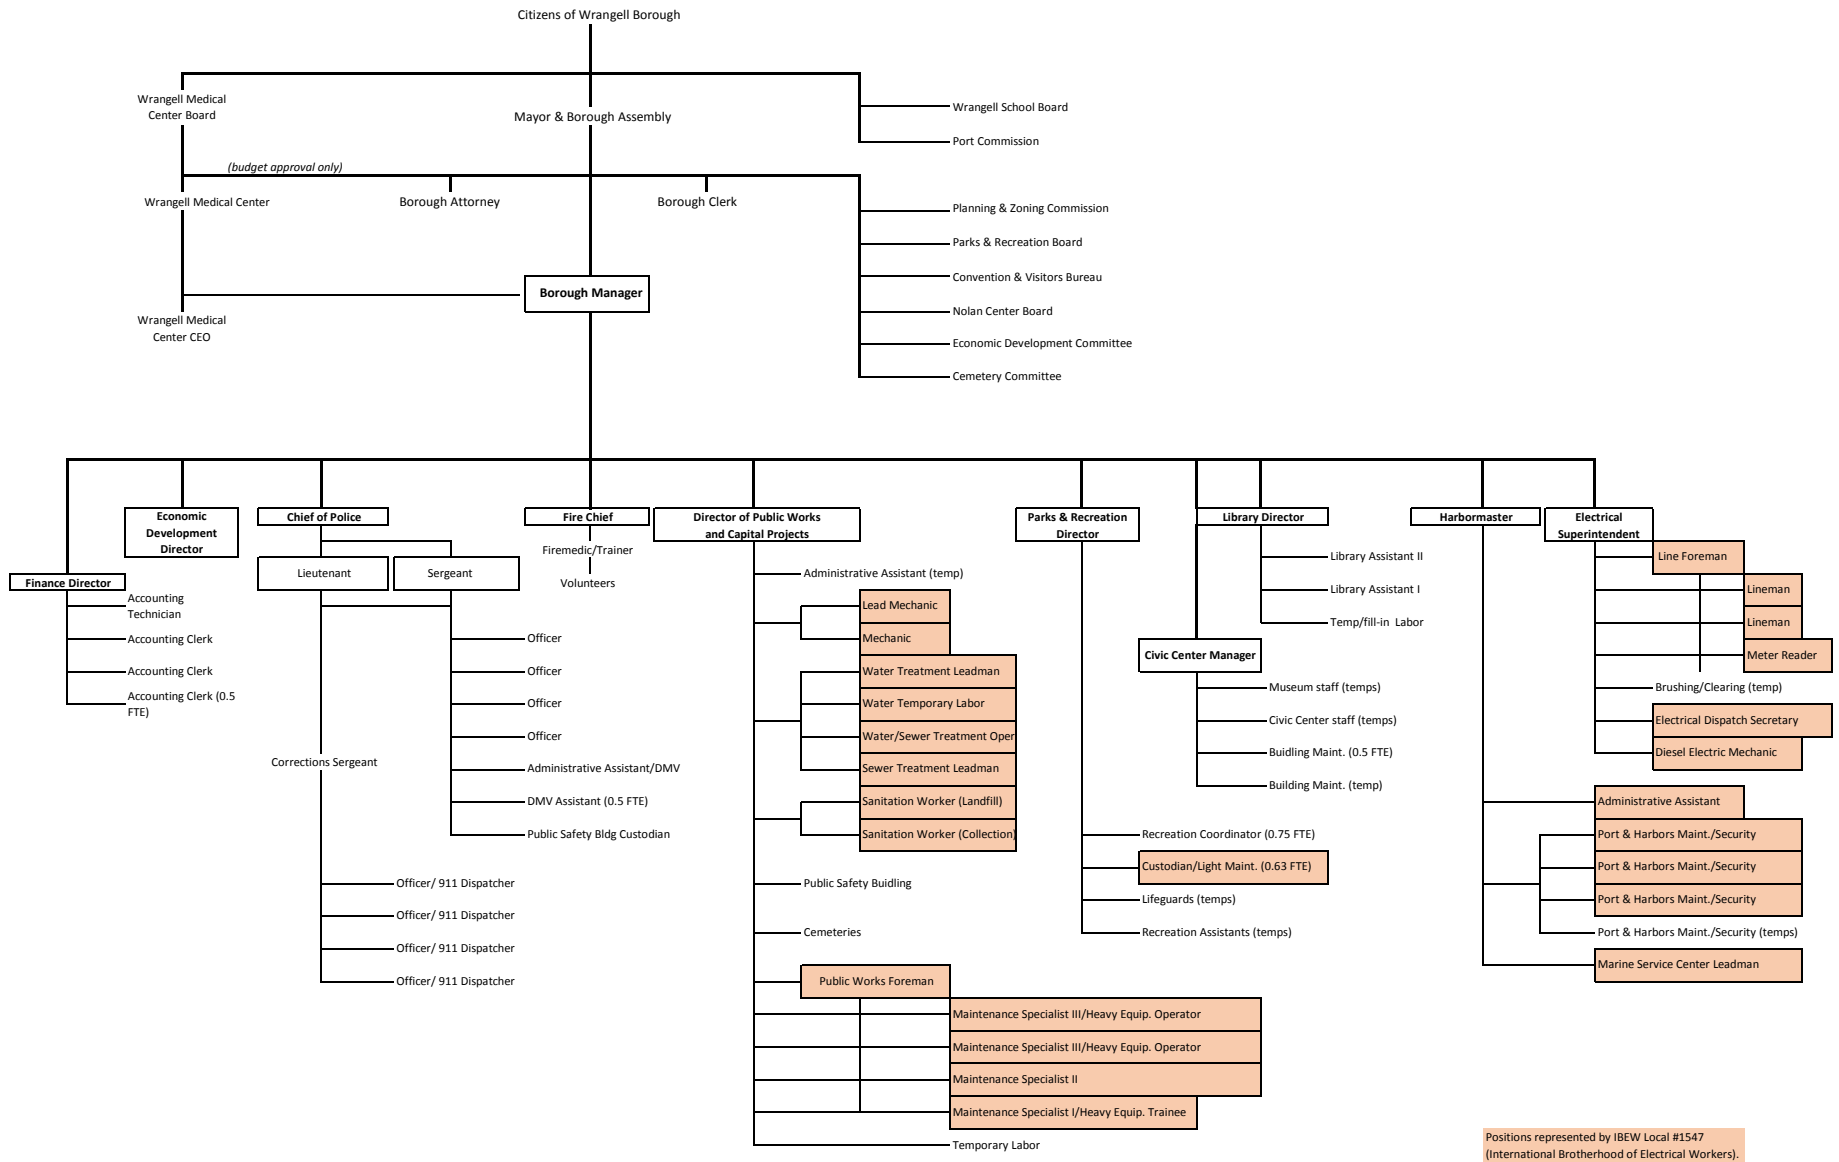 Citizens of Wrangell Borough
Wrangell Medical
Center Board
Mayor & Borough Assembly
Wrangell School Board
Port Commission
(budget approval only)
Wrangell Medical Center
Borough Attorney
Borough Clerk
Planning & Zoning Commission
Parks & Recreation Board
Convention & Visitors Bureau
Nolan Center Board
Economic Development Committee
Cemetery Committee
Borough Manager
Wrangell Medical
Center CEO
Finance Director
Accounting
Technician
Accounting Clerk
Accounting Clerk
Accounting Clerk (0.5
FTE)
Economic
Development
Director
Chief of Police
Lieutenant
Sergeant
Officer
Officer
Officer
Officer
Administrative Assistant/DMV
DMV Assistant (0.5 FTE)
Public Safety Bldg Custodian
Corrections Sergeant
Officer/ 911 Dispatcher
Officer/ 911 Dispatcher
Officer/ 911 Dispatcher
Officer/ 911 Dispatcher
Fire Chief
Firemedic/Trainer
Volunteers
Director of Public Works
and Capital Projects
Administrative Assistant (temp)
Lead Mechanic
Mechanic
Water Treatment Leadman
Water Temporary Labor
Water/Sewer Treatment Oper
Sewer Treatment Leadman
Sanitation Worker (Landfill)
Sanitation Worker (Collection)
Public Safety Buidling
Cemeteries
Public Works Foreman
Maintenance Specialist III/Heavy Equip. Operator
Maintenance Specialist III/Heavy Equip. Operator
Maintenance Specialist II
Maintenance Specialist I/Heavy Equip. Trainee
Temporary Labor
Parks & Recreation
Director
Recreation Coordinator (0.75 FTE)
Custodian/Light Maint. (0.63 FTE)
Lifeguards (temps)
Recreation Assistants (temps)
Civic Center Manager
Museum staff (temps)
Civic Center staff (temps)
Buidling Maint. (0.5 FTE)
Building Maint. (temp)
Library Director
Library Assistant II
Library Assistant I
Temp/fill-in Labor
Harbormaster
Administrative Assistant
Port & Harbors Maint./Security
Port & Harbors Maint./Security
Port & Harbors Maint./Security
Port & Harbors Maint./Security (temps)
Marine Service Center Leadman
Electrical
Superintendent
Line Foreman
Lineman
Lineman
Meter Reader
Brushing/Clearing (temp)
Electrical Dispatch Secretary
Diesel Electric Mechanic
Positions represented by IBEW Local #1547
(International Brotherhood of Electrical Workers).